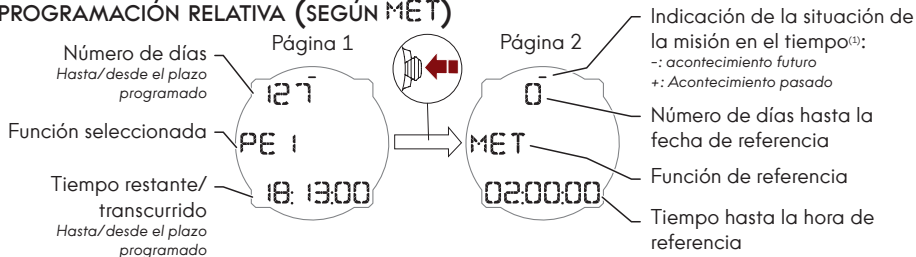 PROGRAMACIÓN RELATIVA (SEGÚN MET)
Página 1
Número de días
Hasta/desde el plazo
programado
Función seleccionada
Tiempo restante/
transcurrido
Hasta/desde el plazo
programado
127
PE 1
18:13:00
Página 2
0
MET
02:00:00
Indicación de la situación de
la misión en el tiempo(1):
-: acontecimiento futuro
+: Acontecimiento pasado
Número de días hasta la
fecha de referencia
Función de referencia
Tiempo hasta la hora de
referencia